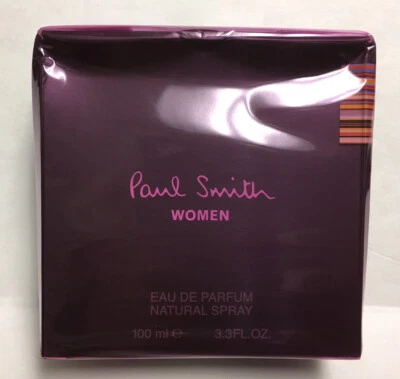 Paul Smith
WOMEN
EAU DE PARFUM
NATURAL SPRAY
100 ml ℮ 3.3FL.OZ.